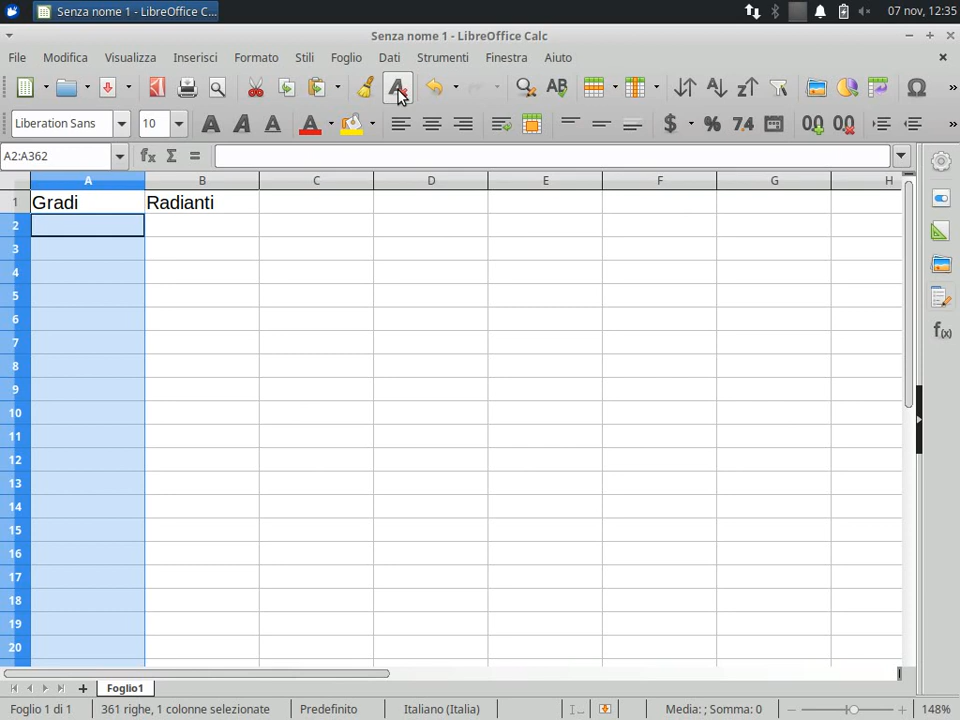 Senza nome 1 - LibreOffice C...
07 nov, 12:35
Senza nome 1 - LibreOffice Calc
File Modifica Visualizza Inserisci Formato Stili Foglio Dati Strumenti Finestra Aiuto
Liberation Sans 10 A A A A $ % 7.4
A2:A362 fx Σ =
A B C D E F G H
1 Gradi Radianti
2
3
4
5
6
7
8
9
10
11
12
13
14
15
16
17
18
19
20
Foglio1
Foglio 1 di 1 361 righe, 1 colonne selezionate Predefinito Italiano (Italia) Media: ; Somma: 0 148%